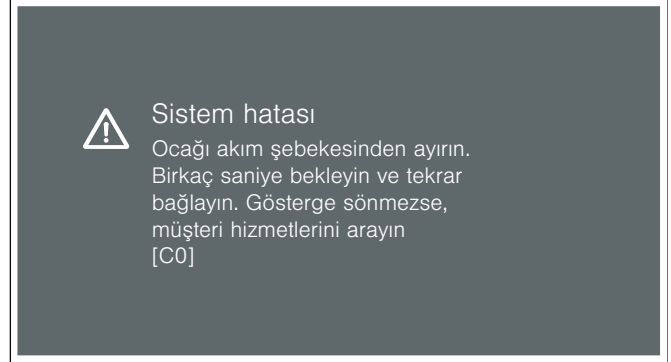 Sistem hatası
Ocağı akım şebekesinden ayırın.
Birkaç saniye bekleyin ve tekrar
bağlayın. Gösterge sönmezse,
müşteri hizmetlerini arayın
[C0]